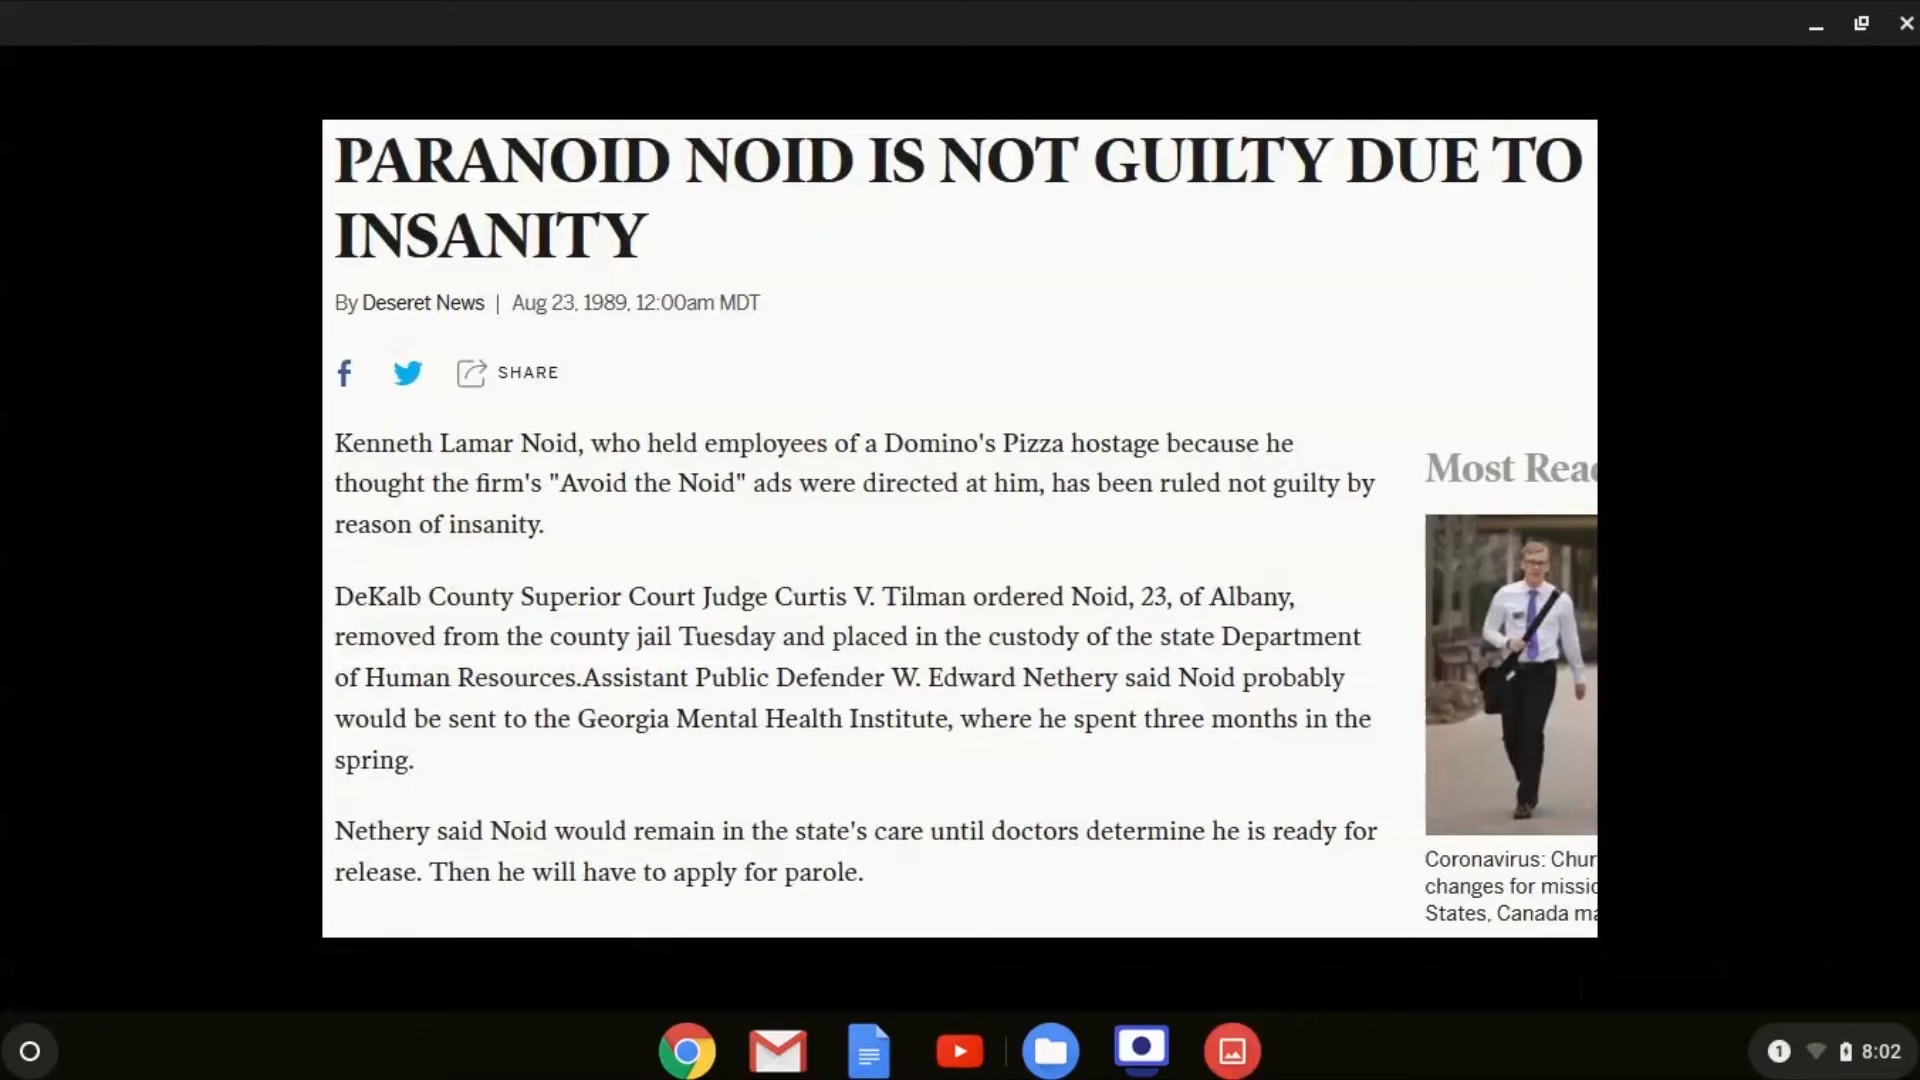 PARANOID NOID IS NOT GUILTY DUE TO
INSANITY
By Deseret News | Aug 23, 1989, 12:00am MDT
SHARE
Kenneth Lamar Noid, who held employees of a Domino's Pizza hostage because he
thought the firm's "Avoid the Noid" ads were directed at him, has been ruled not guilty by
reason of insanity.
DeKalb County Superior Court Judge Curtis V. Tilman ordered Noid, 23, of Albany,
removed from the county jail Tuesday and placed in the custody of the state Department
of Human Resources.Assistant Public Defender W. Edward Nethery said Noid probably
would be sent to the Georgia Mental Health Institute, where he spent three months in the
spring.
Nethery said Noid would remain in the state's care until doctors determine he is ready for
release. Then he will have to apply for parole.
Most Rea
Coronavirus: Chur
changes for missic
States, Canada ma
1 8:02